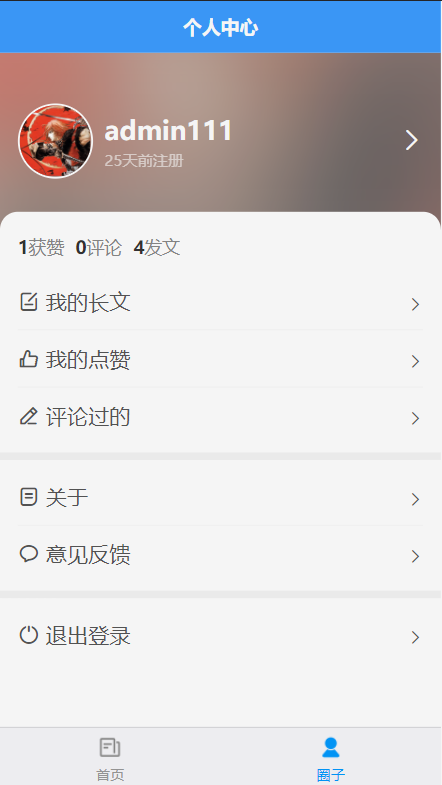 个人中心
admin111
25天前注册
1获赞 0评论 4发文
我的长文
我的点赞
评论过的
关于
意见反馈
退出登录
首页 圈子